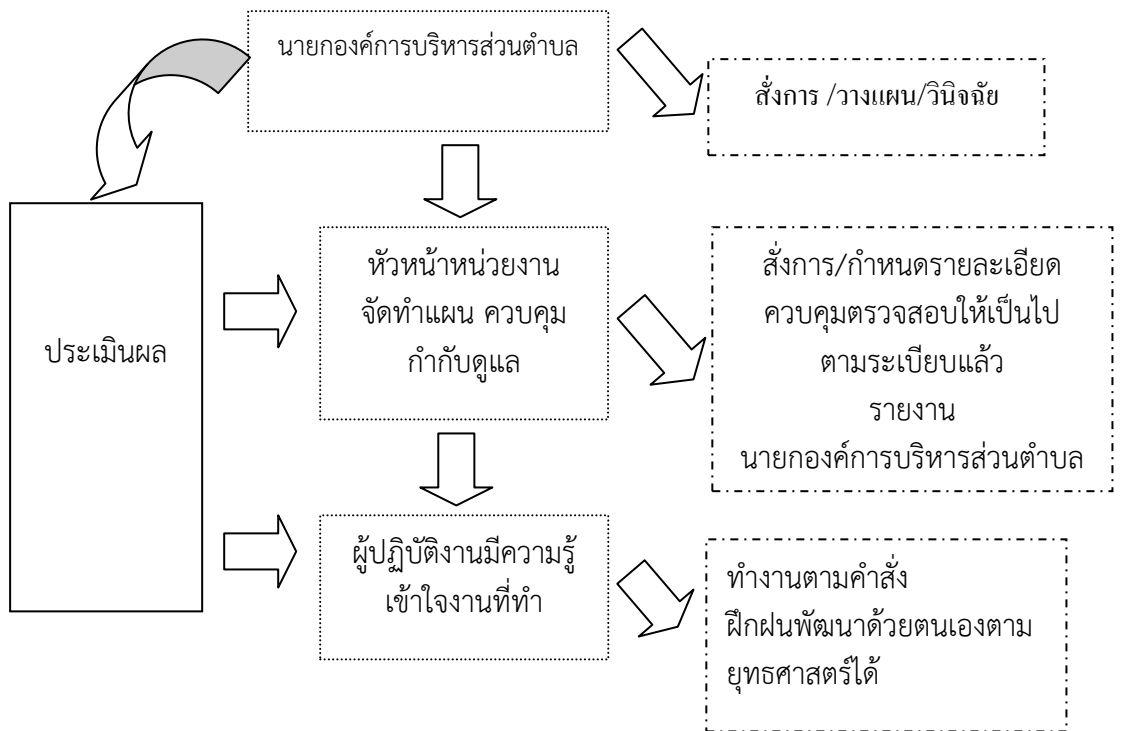 นายกองค์การบริหารส่วนตำบล
สั่งการ /วางแผน/วินิจฉัย
ประเมินผล
หัวหน้าหน่วยงาน
จัดทำแผน ควบคุม
กำกับดูแล
สั่งการ/กำหนดรายละเอียด
ควบคุมตรวจสอบให้เป็นไป
ตามระเบียบแล้ว
รายงาน
นายกองค์การบริหารส่วนตำบล
ผู้ปฏิบัติงานมีความรู้
เข้าใจงานที่ทำ
ทำงานตามคำสั่ง
ฝึกฝนพัฒนาด้วยตนเองตาม
ยุทธศาสตร์ได้